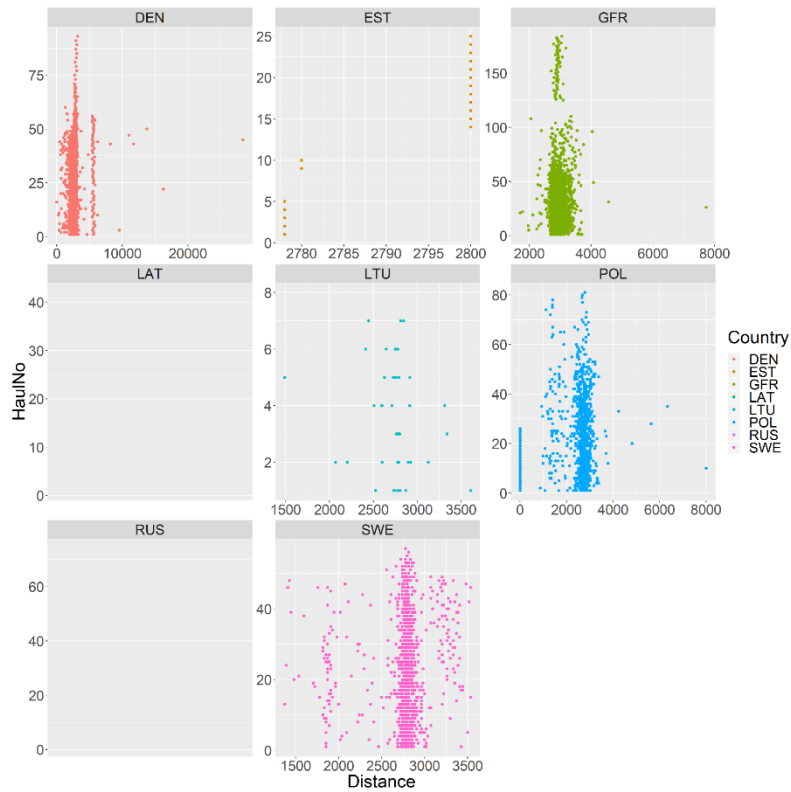 DEN EST GFR
75
50
25
0
0 10000 20000
25
20
15
10
5
0
2780 2785 2790 2795 2800
150
100
50
0
2000 4000 6000 8000
LAT LTU POL
40
30
20
10
0
8
6
4
2
1500 2000 2500 3000 3500
80
60
40
20
0
0 2000 4000 6000 8000
HaulNo
RUS SWE
60
40
20
0
40
20
0
1500 2000 2500 3000 3500
Distance
Country
DEN
EST
GFR
LAT
LTU
POL
RUS
SWE